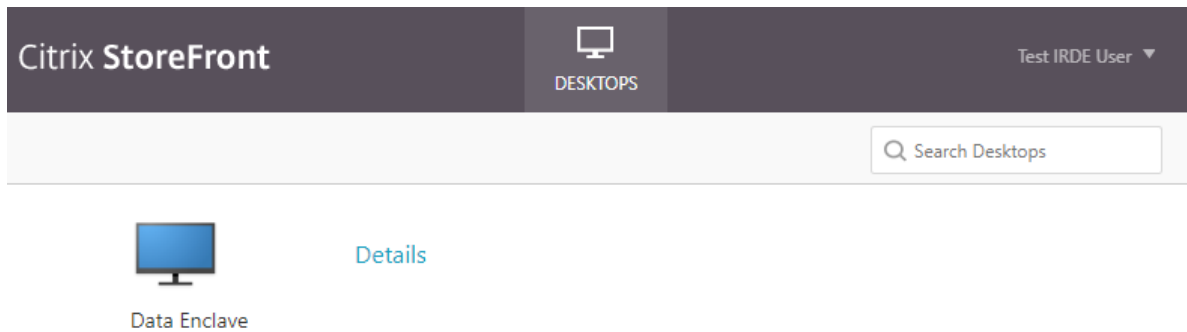 Citrix StoreFront
DESKTOPS
Test IRDE User
Search Desktops
Details
Data Enclave